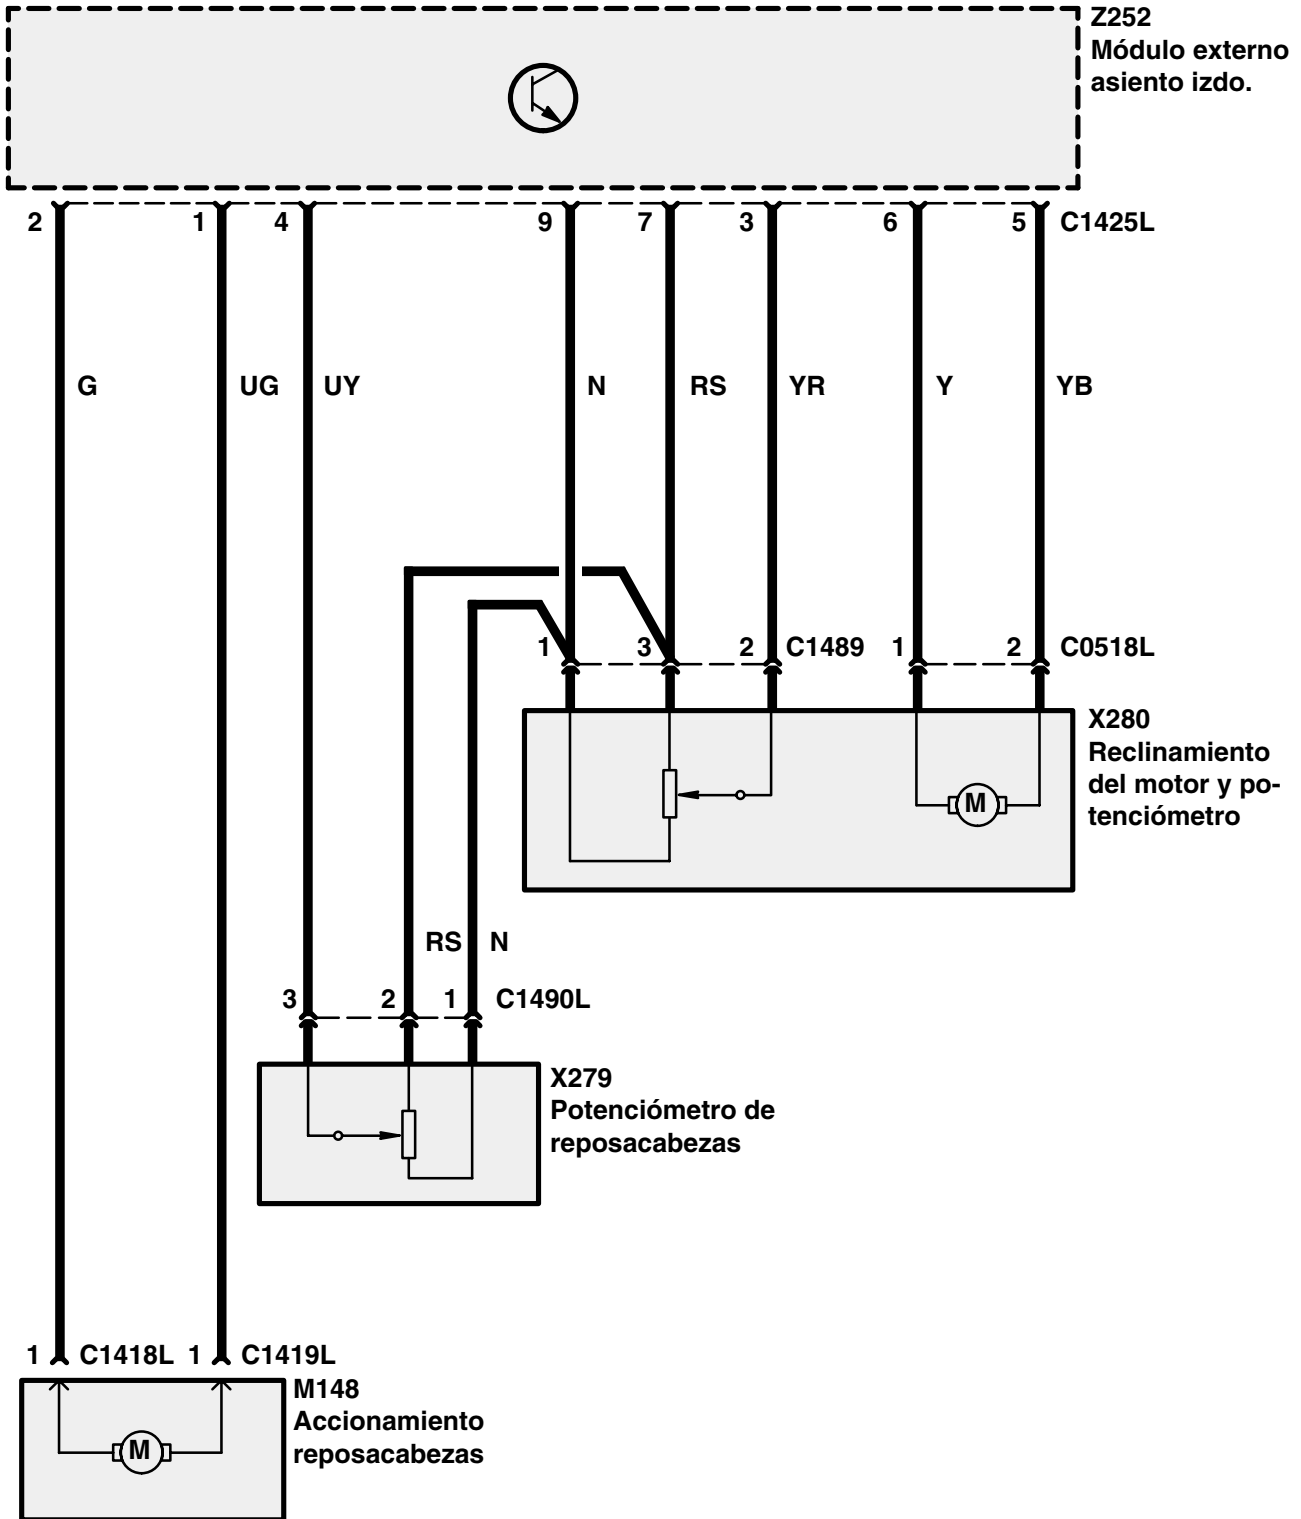 Z252
Módulo externo
asiento izdo.
2 1 4 9 7 3 6 5 C1425L
G UG UY N RS YR Y YB
1 3 2 C1489 1 2 C0518L
X280
Reclinamiento
del motor y po-
tenciómetro
M
RS N
3 2 1 C1490L
X279
Potenciómetro de
reposacabezas
1 C1418L 1 C1419L
M148
Accionamiento
reposacabezas
M